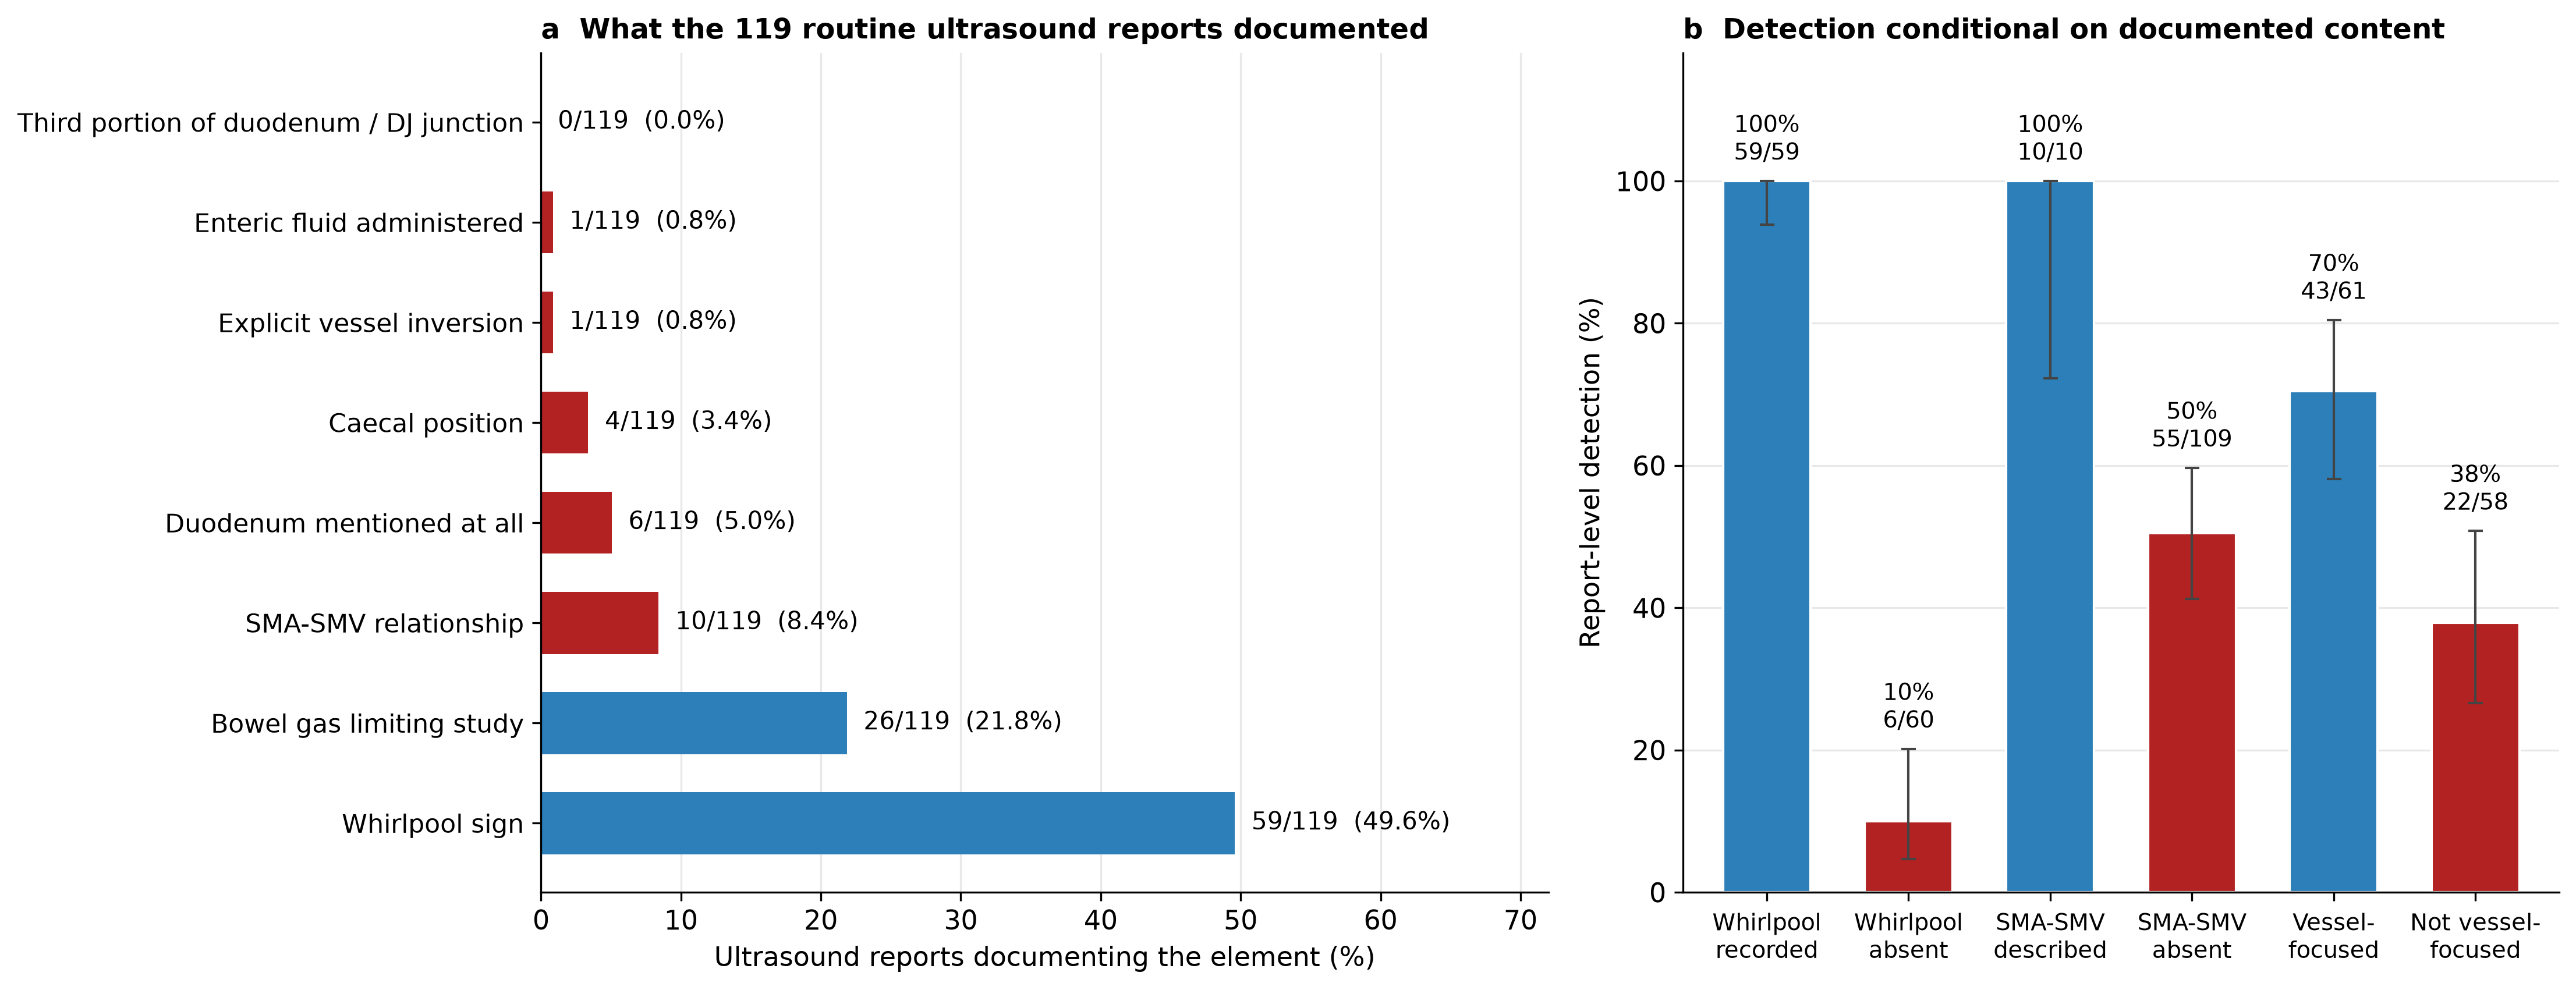 a  What the 119 routine ultrasound reports documented
Third portion of duodenum / DJ junction
0/119  (0.0%)
Enteric fluid administered
1/119  (0.8%)
Explicit vessel inversion
1/119  (0.8%)
Caecal position
4/119  (3.4%)
Duodenum mentioned at all
6/119  (5.0%)
SMA-SMV relationship
10/119  (8.4%)
Bowel gas limiting study
26/119  (21.8%)
Whirlpool sign
59/119  (49.6%)
0 10 20 30 40 50 60 70
Ultrasound reports documenting the element (%)
b  Detection conditional on documented content
Report-level detection (%)
100
80
60
40
20
0
100%
59/59
10%
6/60
100%
10/10
50%
55/109
70%
43/61
38%
22/58
Whirlpool
recorded
Whirlpool
absent
SMA-SMV
described
SMA-SMV
absent
Vessel-
focused
Not vessel-
focused